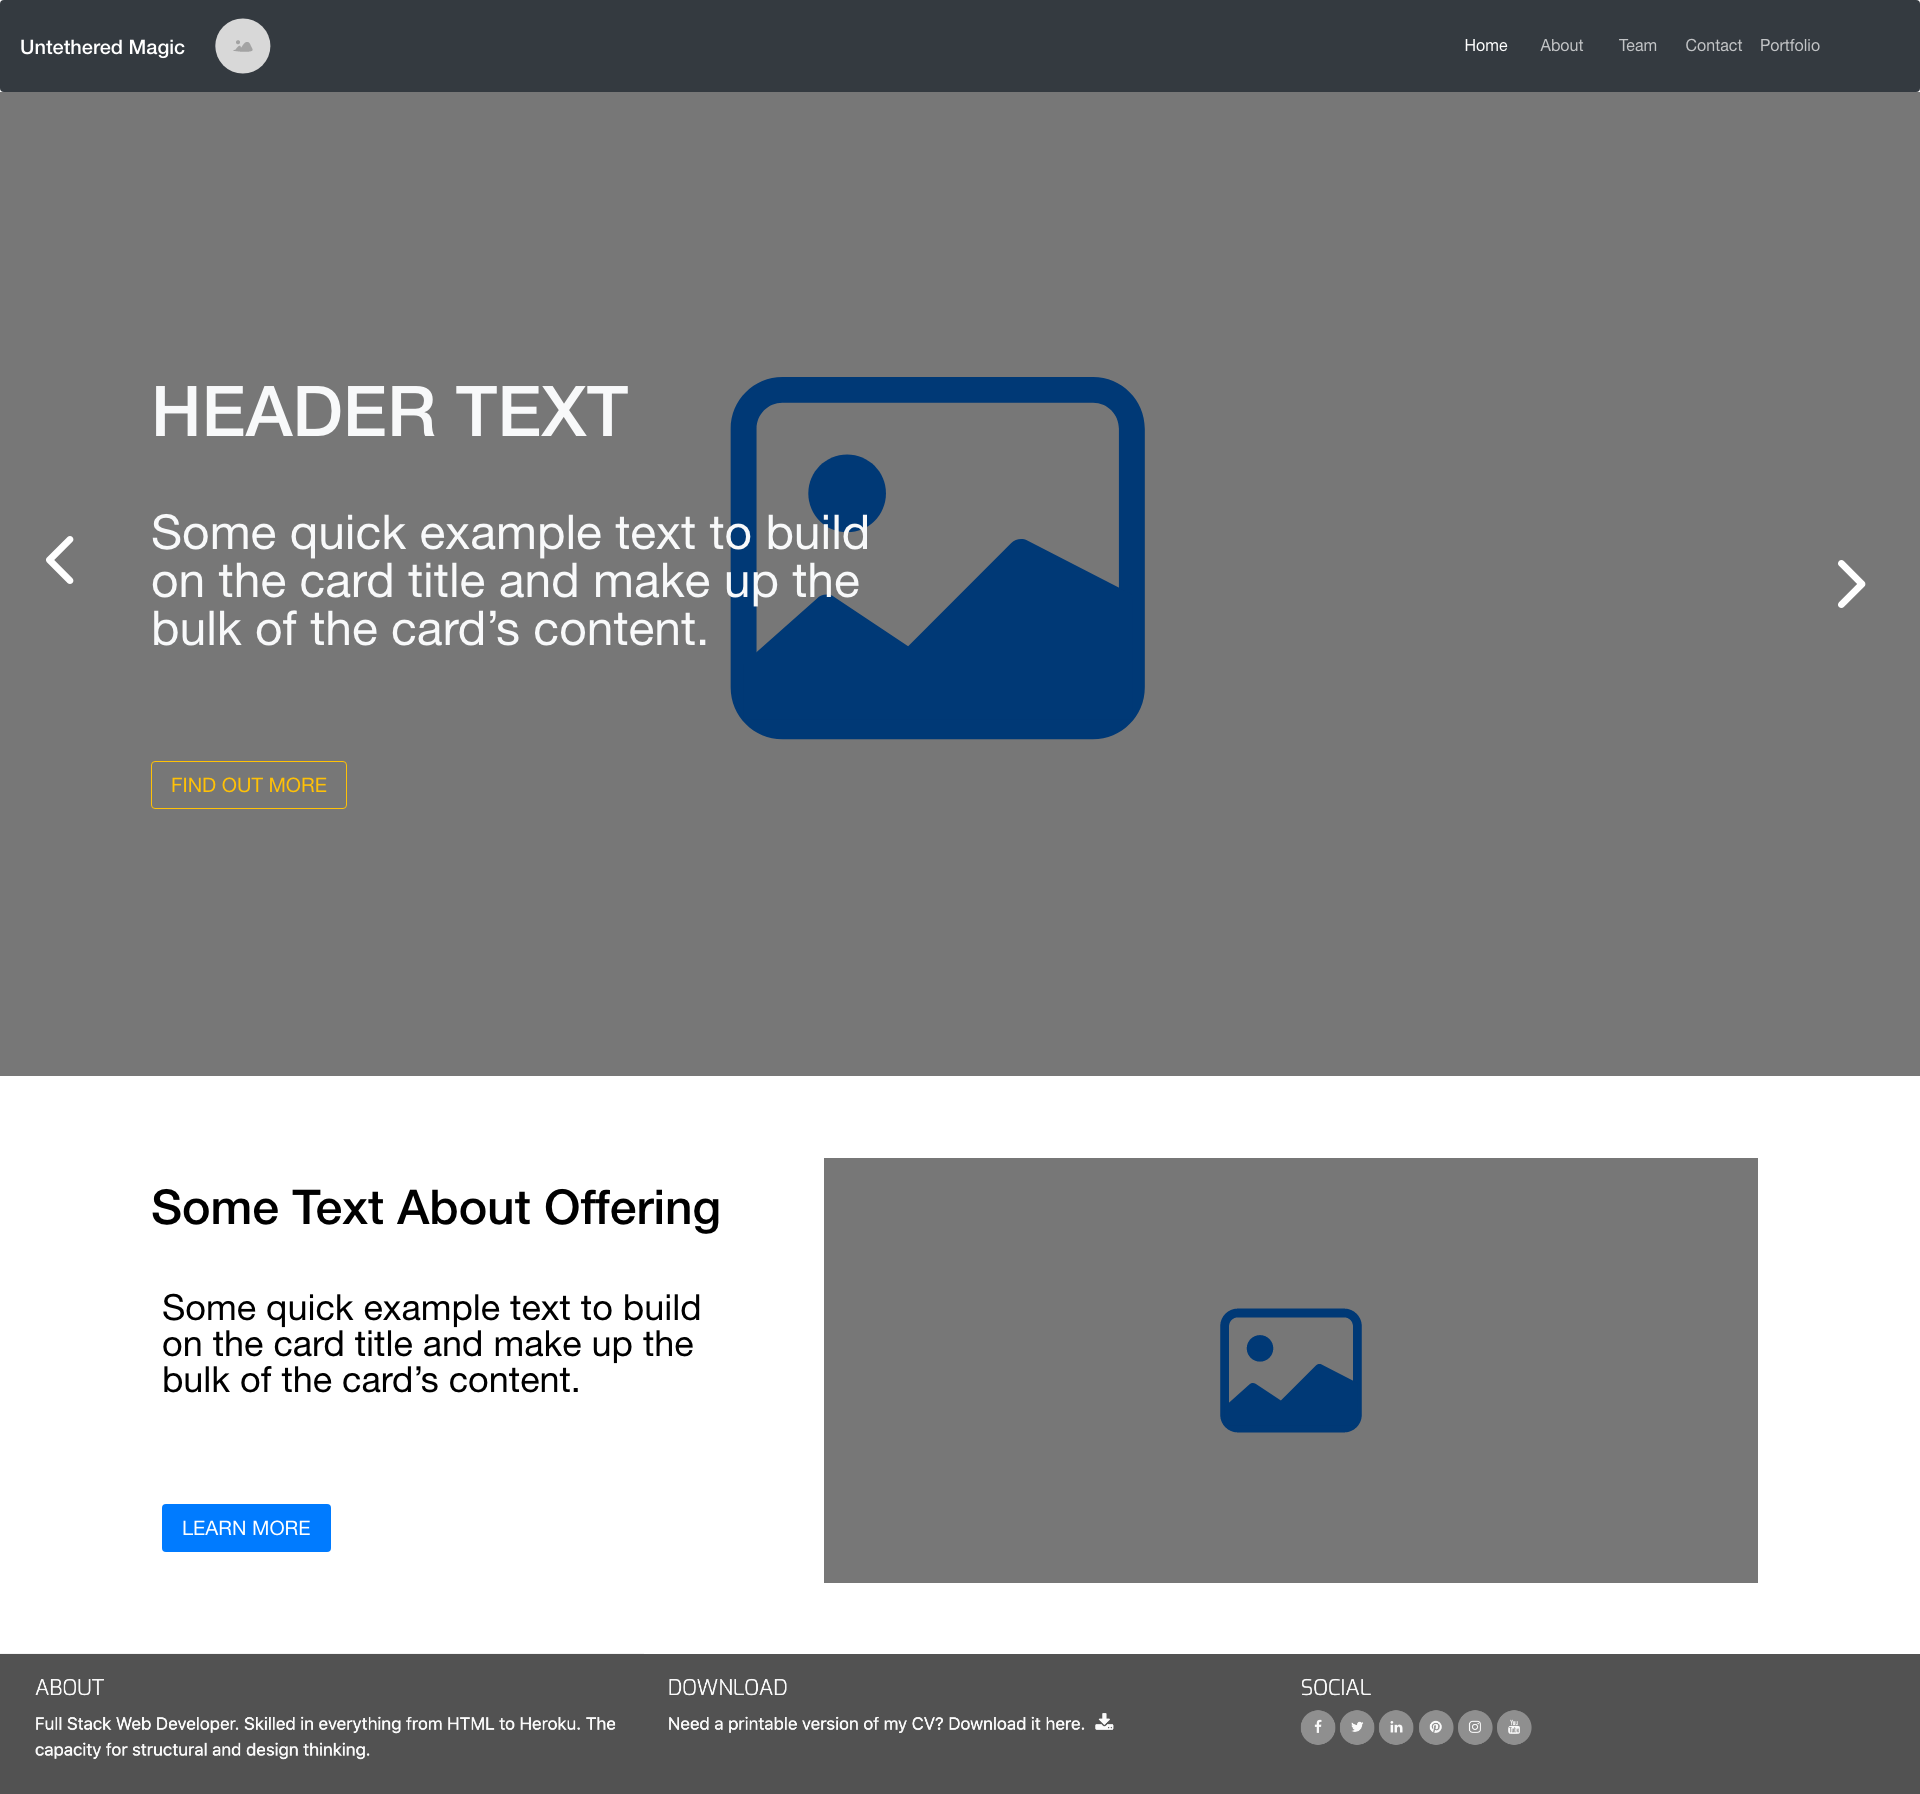 Untethered Magic
Home About Team Contact Portfolio
HEADER TEXT
Some quick example text to build
on the card title and make up the
bulk of the card’s content.
FIND OUT MORE
Some Text About Offering
Some quick example text to build
on the card title and make up the
bulk of the card’s content.
LEARN MORE
ABOUT
Full Stack Web Developer. Skilled in everything from HTML to Heroku. The
capacity for structural and design thinking.
DOWNLOAD
Need a printable version of my CV? Download it here.
SOCIAL